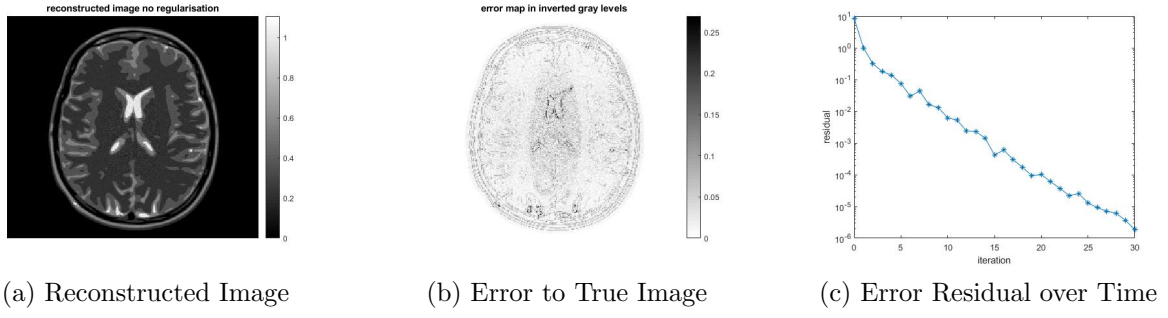 reconstructed image no regularisation
1
0.8
0.6
0.4
0.2
0
(a) Reconstructed Image
error map in inverted gray levels
0.25
0.2
0.15
0.1
0.05
0
(b) Error to True Image
residual
10^1
10^0
10^-1
10^-2
10^-3
10^-4
10^-5
10^-6
0 5 10 15 20 25 30
iteration
(c) Error Residual over Time